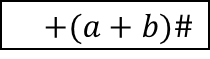 +(a + b)#